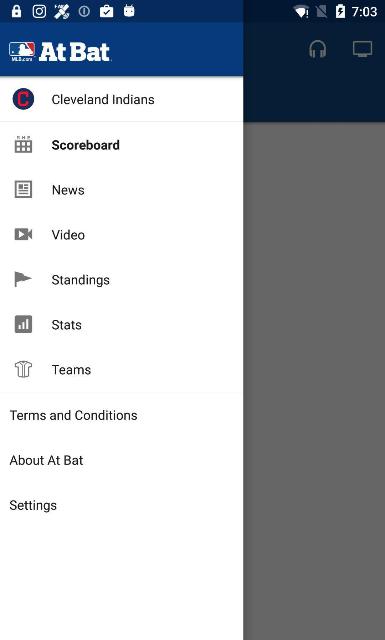 7:03
MLB.com At Bat
Cleveland Indians
R H E
Scoreboard
News
Video
Standings
Stats
Teams
Terms and Conditions
About At Bat
Settings